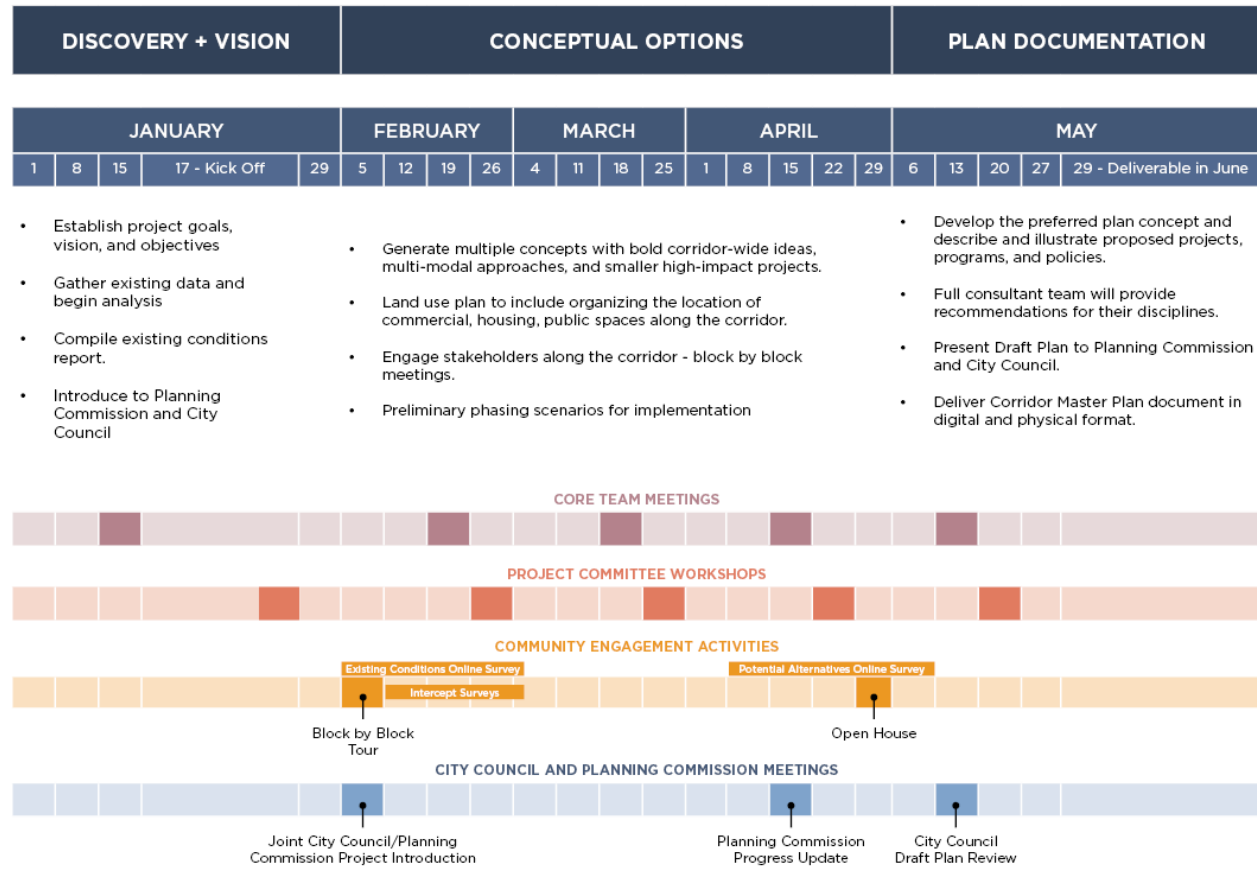 DISCOVERY + VISION
CONCEPTUAL OPTIONS
PLAN DOCUMENTATION
JANUARY
FEBRUARY
MARCH
APRIL
MAY
1 8 15 17 - Kick Off 29 5 12 19 26 4 11 18 25 1 8 15 22 29 6 13 20 27 29 - Deliverable in June
• Establish project goals,
vision, and objectives
• Gather existing data and
begin analysis
• Compile existing conditions
report.
• Introduce to Planning
Commission and City
Council
• Generate multiple concepts with bold corridor-wide ideas,
multi-modal approaches, and smaller high-impact projects.
• Land use plan to include organizing the location of
commercial, housing, public spaces along the corridor.
• Engage stakeholders along the corridor - block by block
meetings.
• Preliminary phasing scenarios for implementation
• Develop the preferred plan concept and
describe and illustrate proposed projects,
programs, and policies.
• Full consultant team will provide
recommendations for their disciplines.
• Present Draft Plan to Planning Commission
and City Council.
• Deliver Corridor Master Plan document in
digital and physical format.
CORE TEAM MEETINGS
PROJECT COMMITTEE WORKSHOPS
COMMUNITY ENGAGEMENT ACTIVITIES
Existing Conditions Online Survey
Potential Alternatives Online Survey
Intercept Surveys
Block by Block
Tour
Open House
CITY COUNCIL AND PLANNING COMMISSION MEETINGS
Joint City Council/Planning
Commission Project Introduction
Planning Commission
Progress Update
City Council
Draft Plan Review